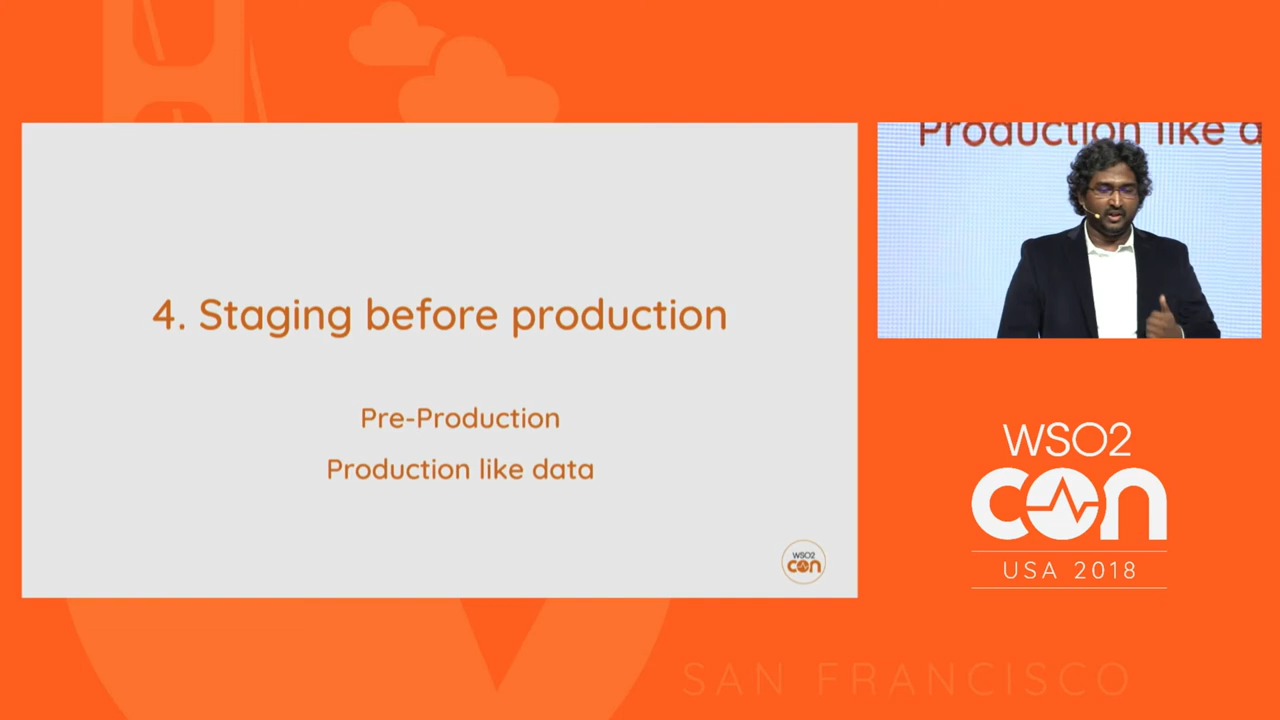 4. Staging before production
Pre-Production
Production like data
WSO2
con
Production like d
WSO2
con
USA 2018
SAN FRANCISCO